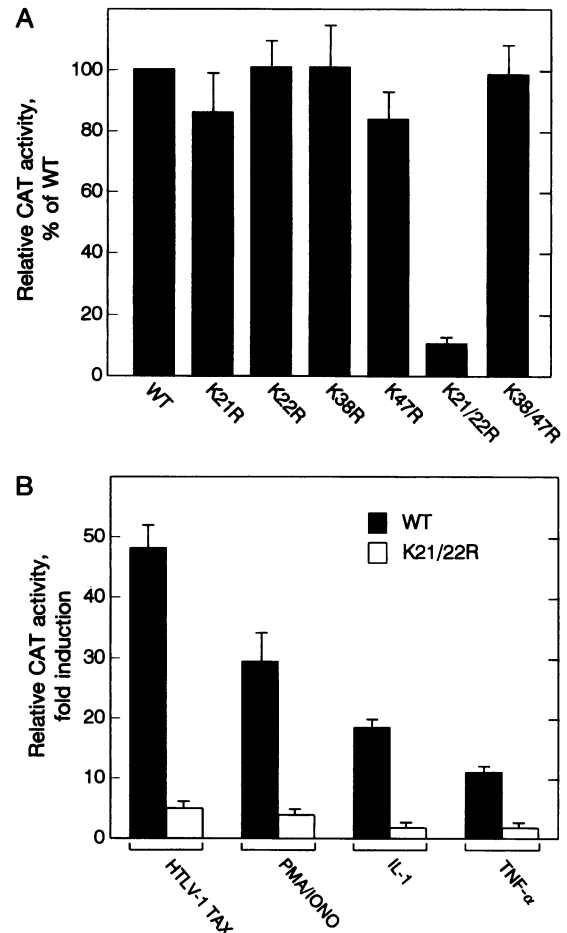 A
Relative CAT activity,
% of WT
100
80
60
40
20
0
WT
K21R
K22R
K38R
K47R
K21/22R
K38/47R
B
Relative CAT activity,
fold induction
50
40
30
20
10
0
WT
K21/22R
HTLV-1 TAX
PMA/IONO
IL-1
TNF-α